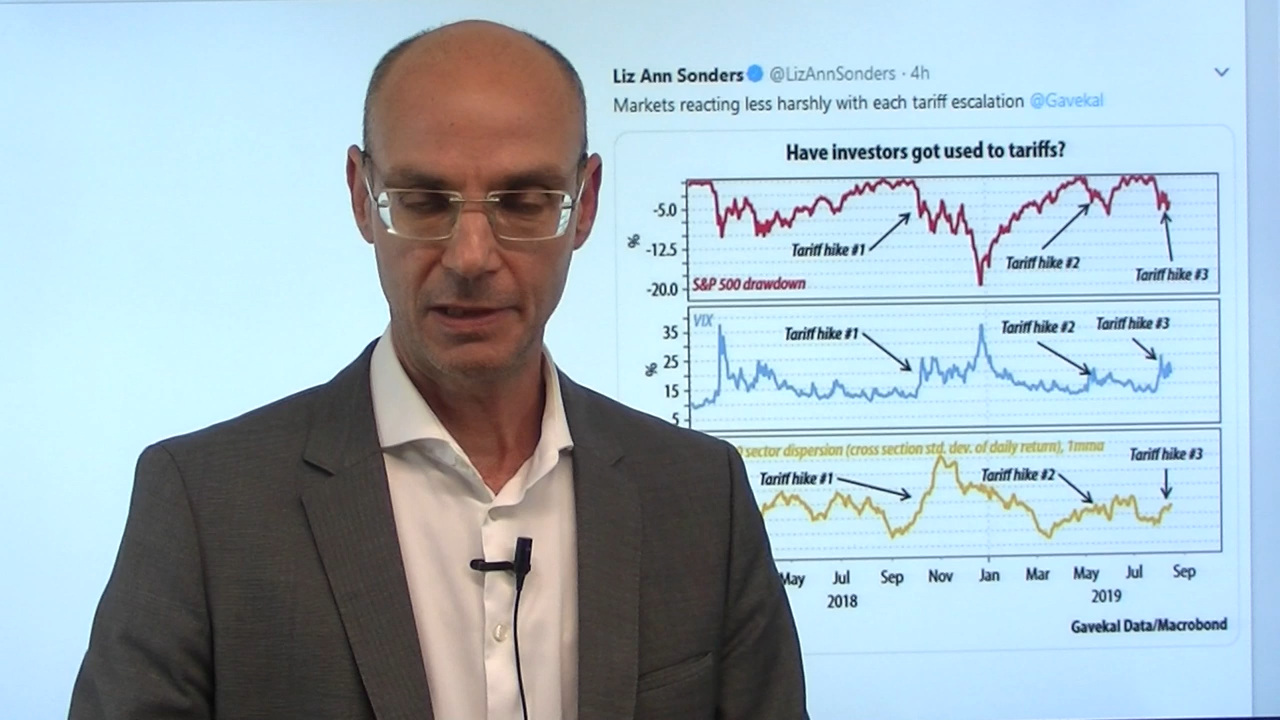 Liz Ann Sonders @LizAnnSonders · 4h
Markets reacting less harshly with each tariff escalation @Gavekal
Have investors got used to tariffs?
-5.0
-12.5
-20.0
%
Tariff hike #1
Tariff hike #2
Tariff hike #3
S&P 500 drawdown
VIX
35
25
15
5
%
Tariff hike #1
Tariff hike #2
Tariff hike #3
sector dispersion (cross section std. dev. of daily return), 1mma
Tariff hike #1
Tariff hike #2
Tariff hike #3
May Jul Sep Nov Jan Mar May Jul Sep
2018 2019
Gavekal Data/Macrobond